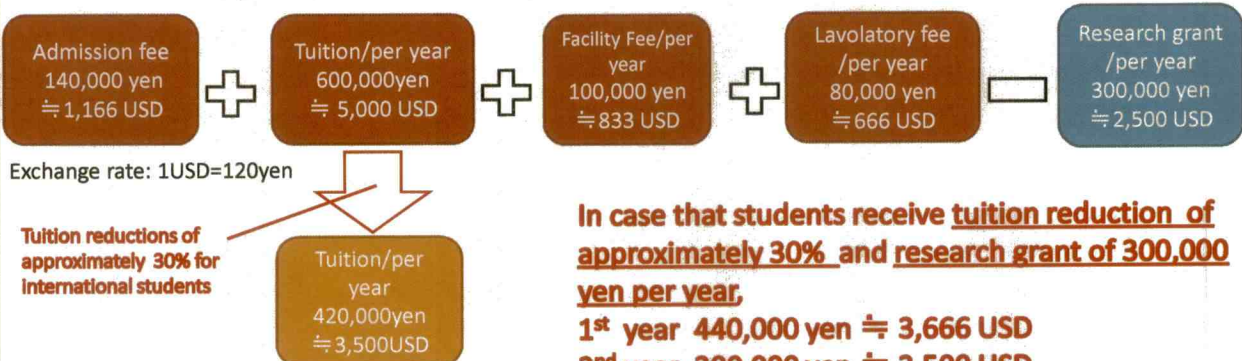 Admission fee
140,000 yen
≒1,166 USD
Tuition/per year
600,000yen
≒ 5,000 USD
Facility Fee/per
year
100,000 yen
≒833 USD
Lavolatory fee
/per year
80,000 yen
≒666 USD
Research grant
/per year
300,000 yen
≒2,500 USD
Exchange rate: 1USD=120yen
Tuition reductions of
approximately 30% for
international students
Tuition/per
year
420,000yen
≒3,500USD
In case that students receive tuition reduction of
approximately 30% and research grant of 300,000
yen per year,
1st year 440,000 yen ≒ 3,666 USD